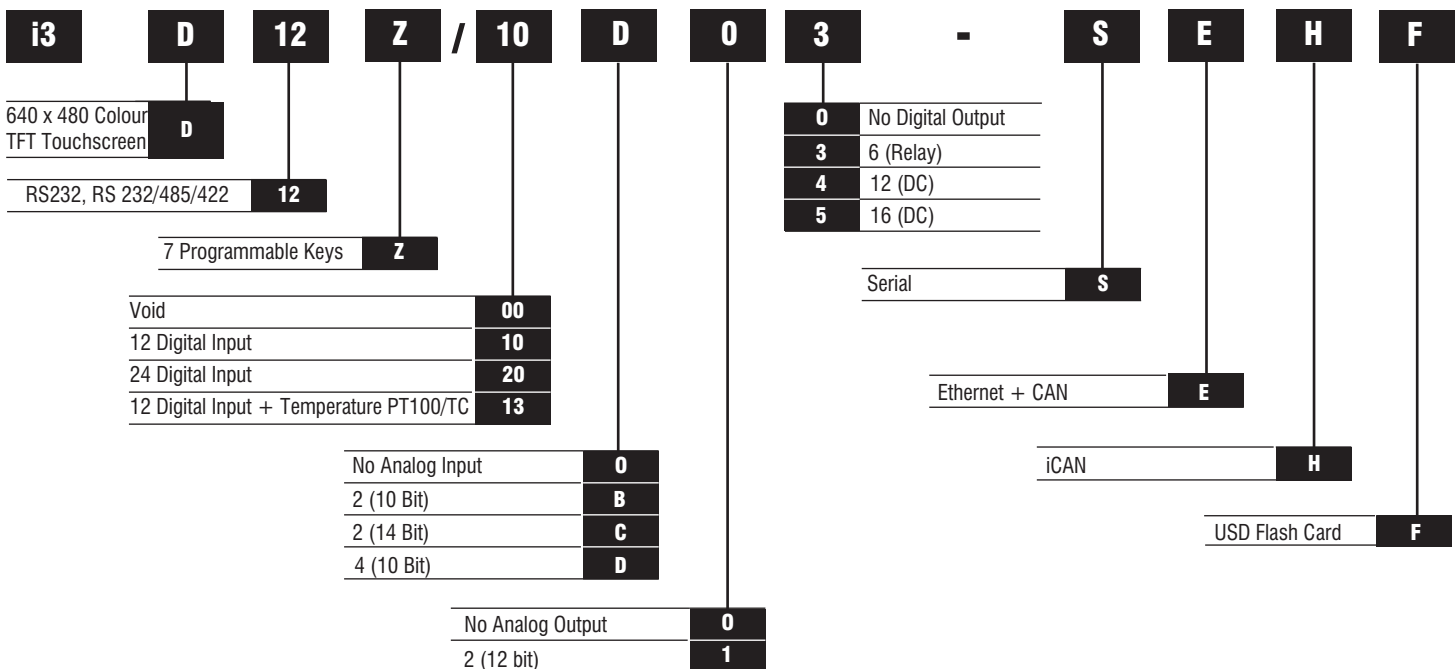 i3 D 12 Z / 10 D 0 3 - S E H F
640 x 480 Colour
TFT Touchscreen D
RS232, RS 232/485/422 12
7 Programmable Keys Z
Void 00
12 Digital Input 10
24 Digital Input 20
12 Digital Input + Temperature PT100/TC 13
No Analog Input 0
2 (10 Bit) B
2 (14 Bit) C
4 (10 Bit) D
No Analog Output 0
2 (12 bit) 1
0 No Digital Output
3 6 (Relay)
4 12 (DC)
5 16 (DC)
Serial S
Ethernet + CAN E
iCAN H
USD Flash Card F